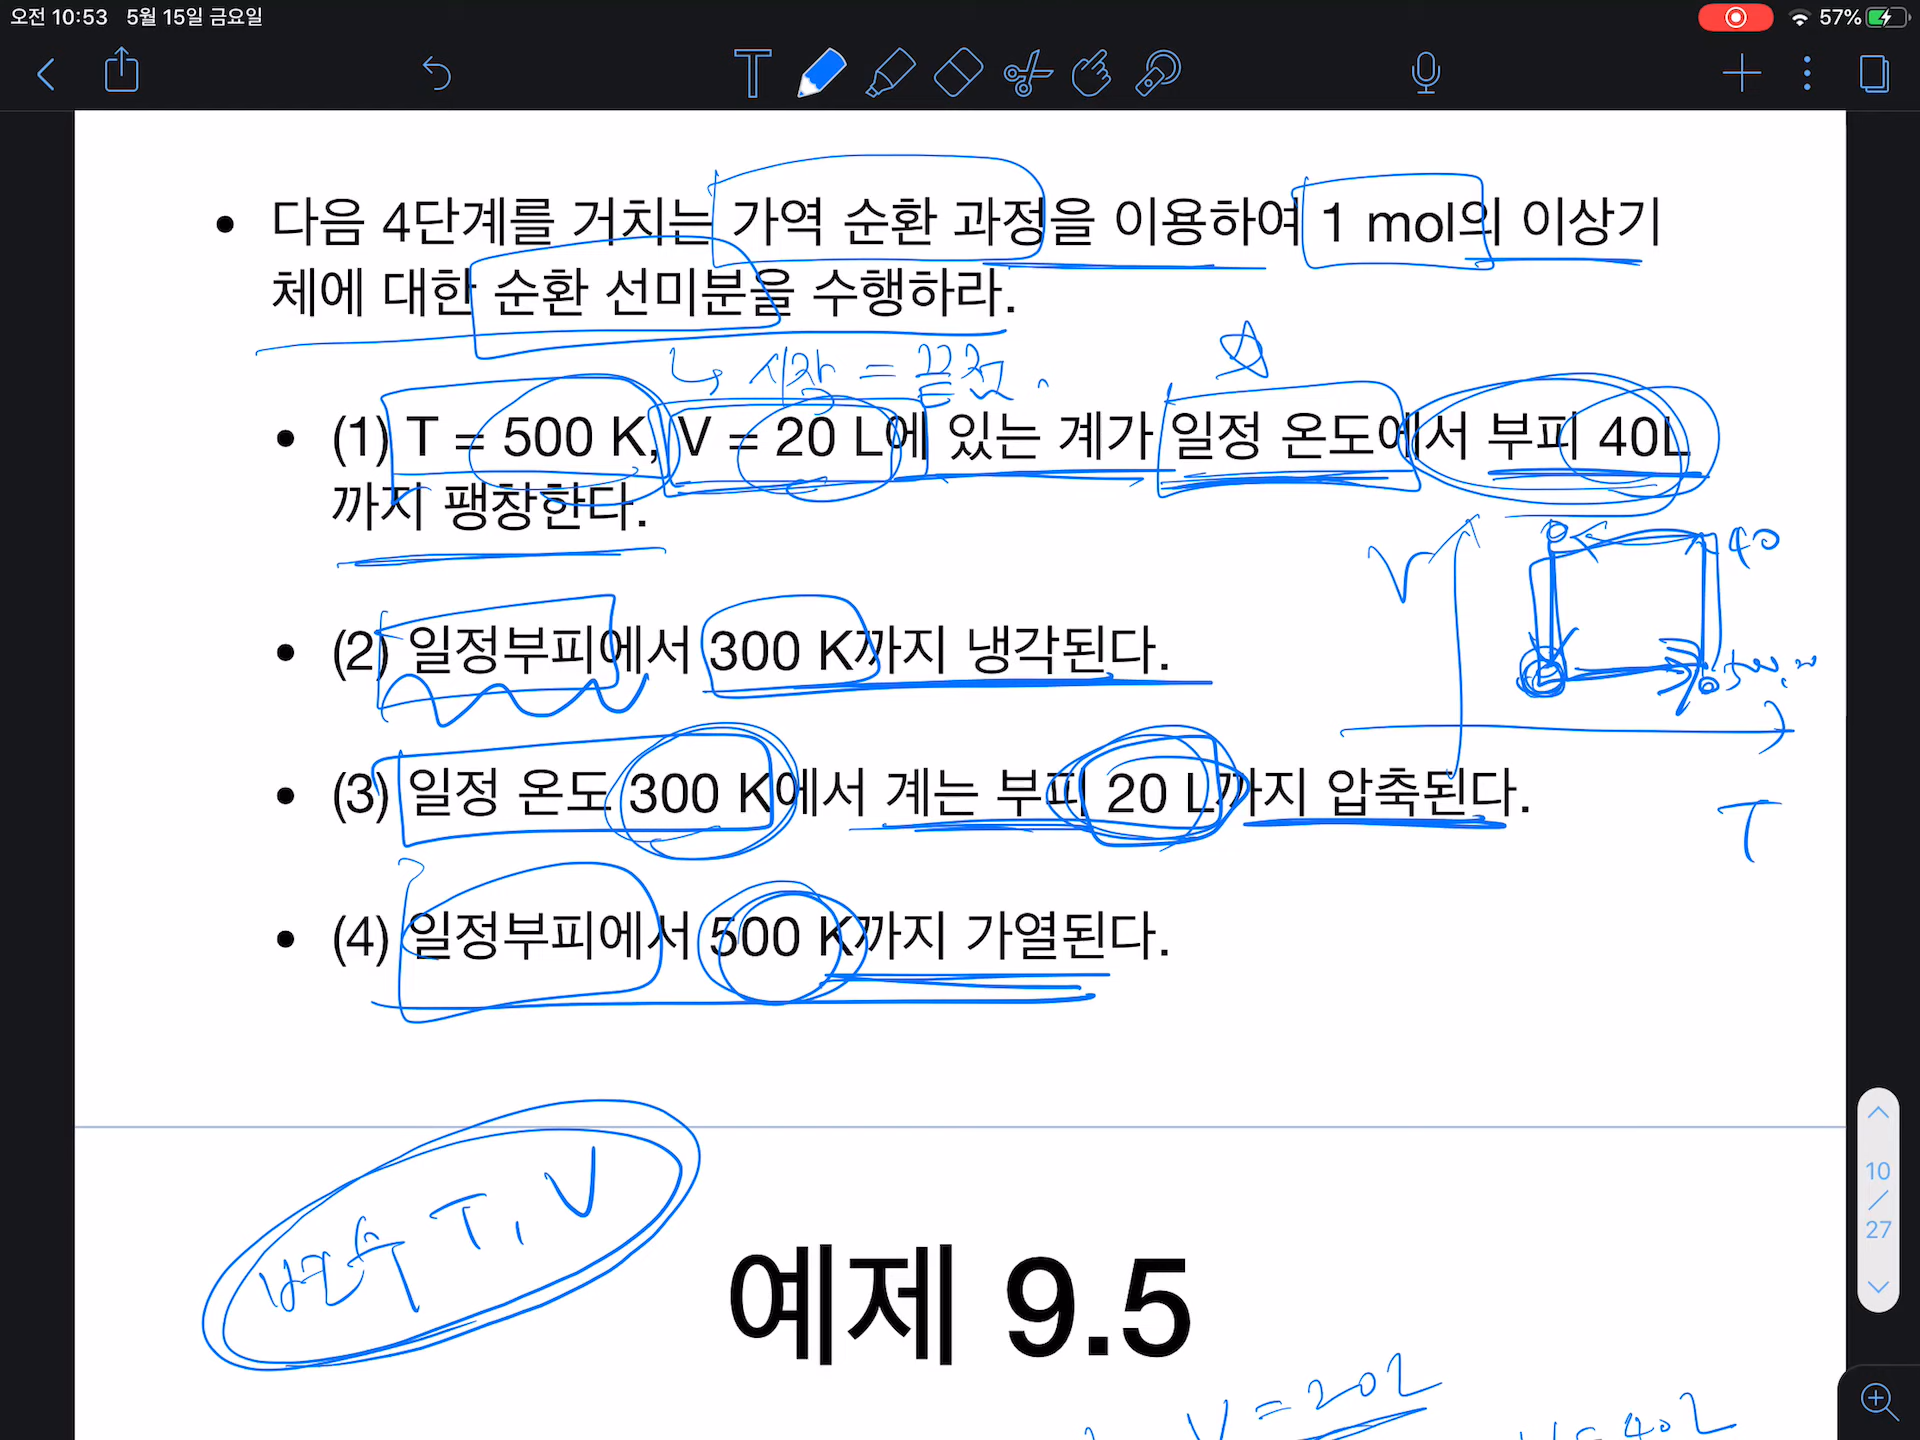 오전 10:53 5월 15일 금요일
57%
다음 4단계를 거치는 가역 순환 과정을 이용하여 1 mol의 이상기
체에 대한 순환 선미분을 수행하라.
↳ 시작 = 끝점.
(1) T = 500 K, V = 20 L에 있는 계가 일정 온도에서 부피 40L
까지 팽창한다.
V
40
(2) 일정부피에서 300 K까지 냉각된다.
(3) 일정 온도 300 K에서 계는 부피 20 L까지 압축된다.
T
(4) 일정부피에서 500 K까지 가열된다.
10
/
27
변수 T, V
예제 9.5
V = 20L
V = 40L